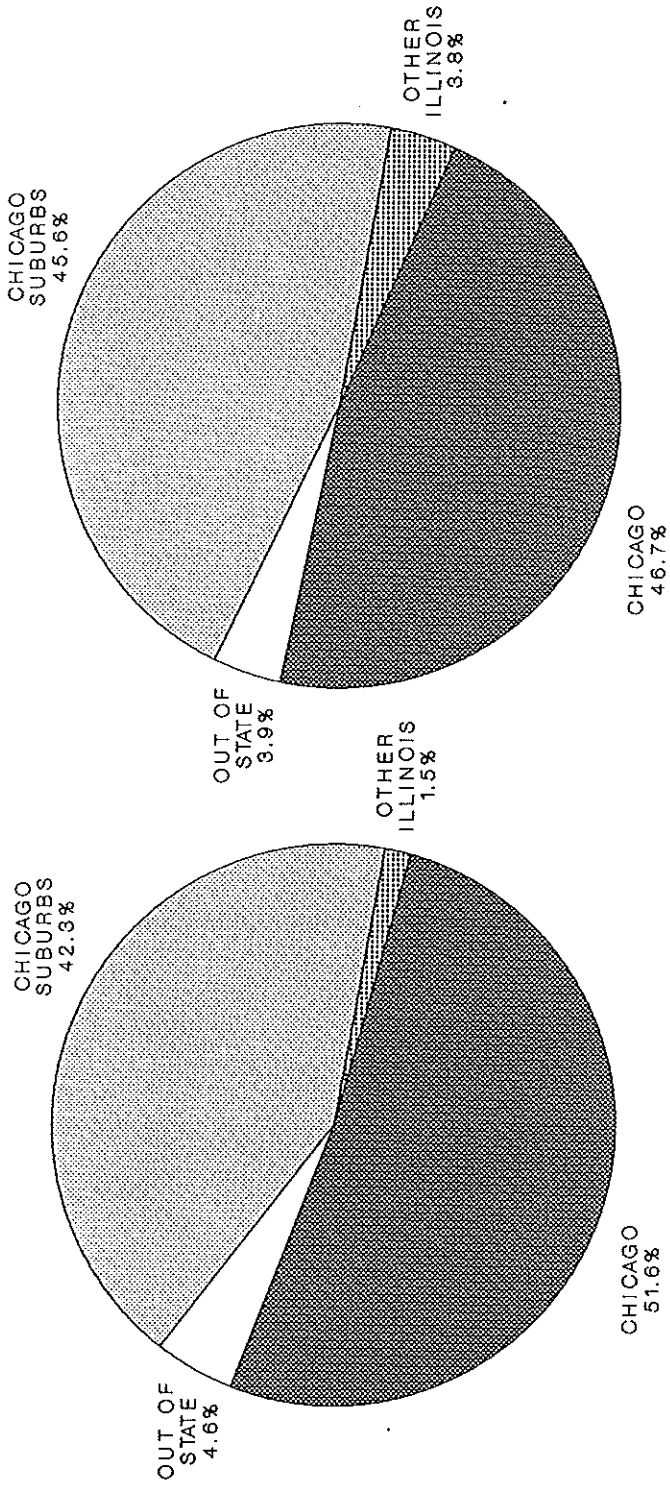 CHICAGO
SUBURBS
42.3%
OUT OF
STATE
4.6%
OTHER
ILLINOIS
1.5%
CHICAGO
51.6%
CHICAGO
SUBURBS
45.6%
OUT OF
STATE
3.9%
OTHER
ILLINOIS
3.8%
CHICAGO
46.7%